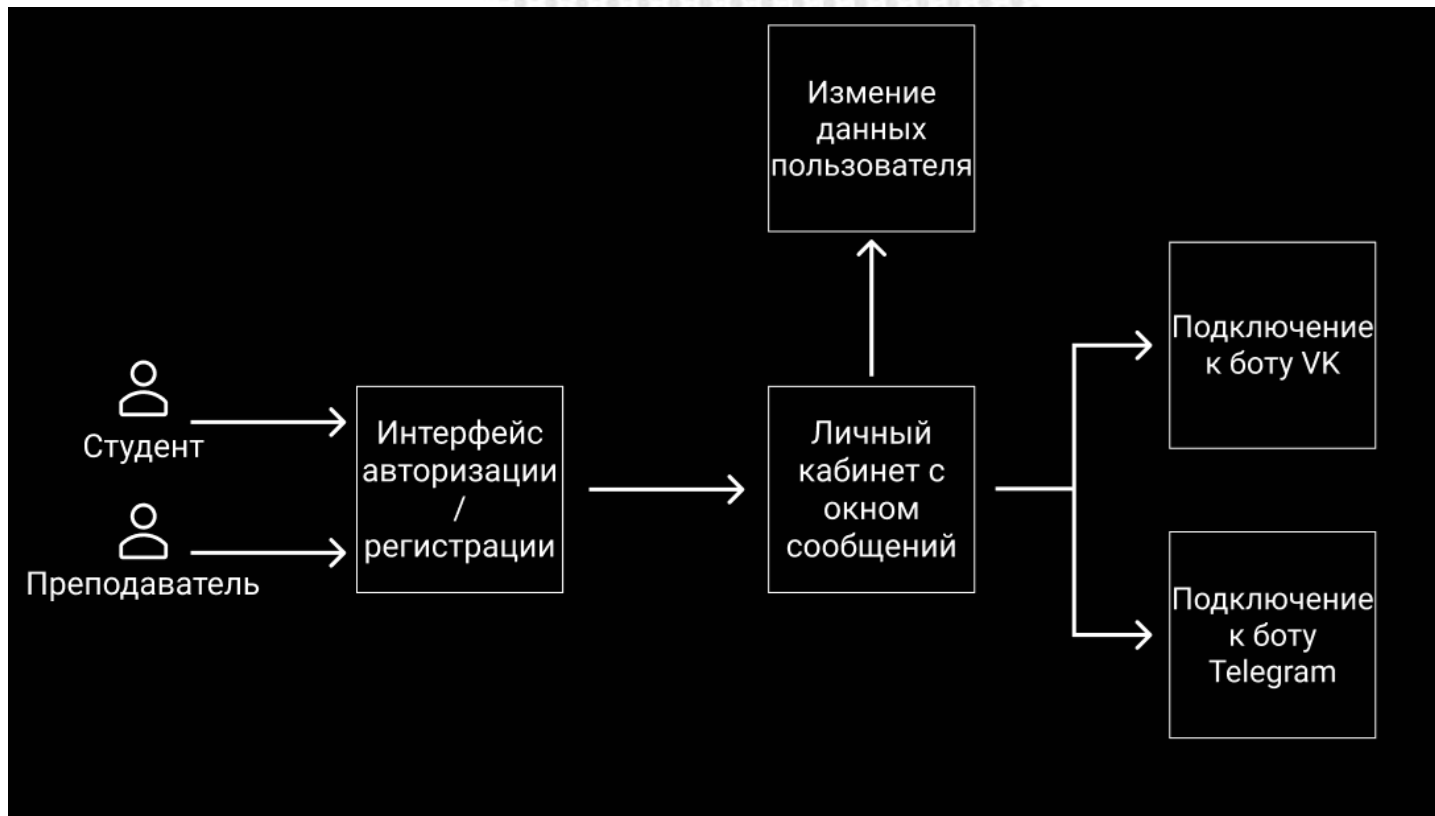 Измение
данных
пользователя
Подключение
к боту VK
Студент
Интерфейс
авторизации
/
регистрации
Личный
кабинет с
окном
сообщений
Преподаватель
Подключение
к боту
Telegram